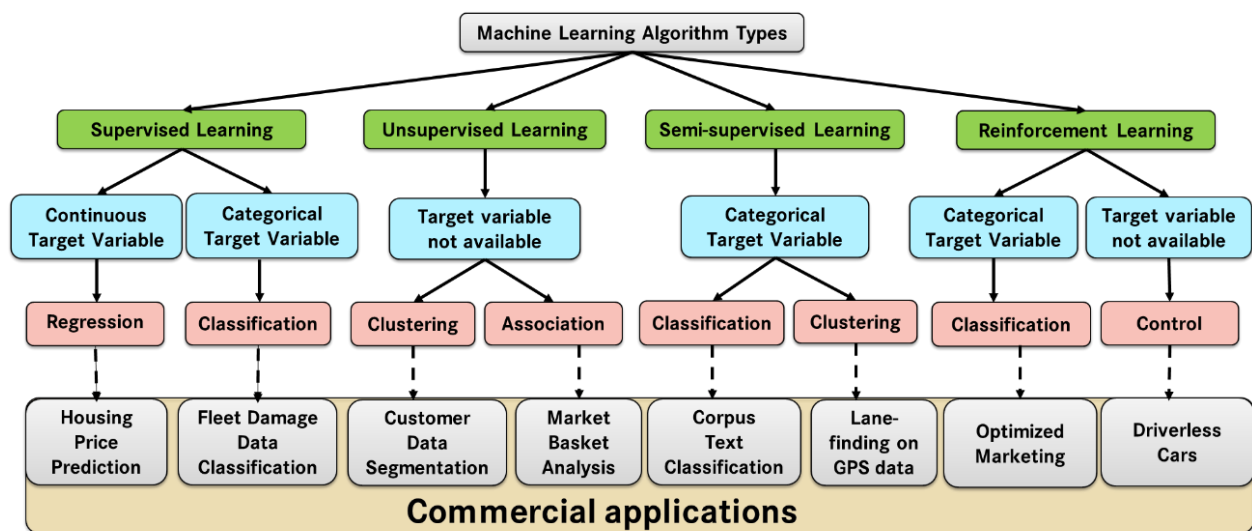 Machine Learning Algorithm Types
Supervised Learning
Unsupervised Learning
Semi-supervised Learning
Reinforcement Learning
Continuous
Target Variable
Categorical
Target Variable
Target variable
not available
Categorical
Target Variable
Categorical
Target Variable
Target variable
not available
Regression
Classification
Clustering
Association
Classification
Clustering
Classification
Control
Housing
Price
Prediction
Fleet Damage
Data
Classification
Customer
Data
Segmentation
Market
Basket
Analysis
Corpus
Text
Classification
Lane-
finding on
GPS data
Optimized
Marketing
Driverless
Cars
Commercial applications